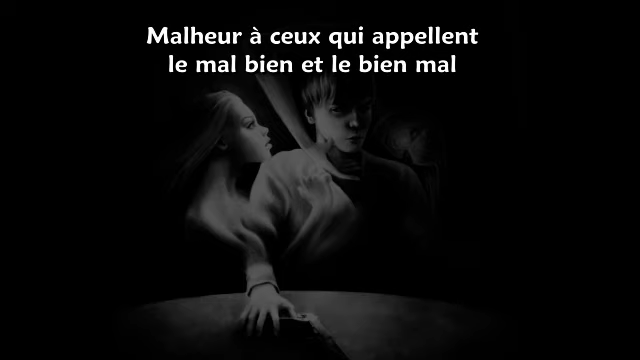 Malheur à ceux qui appellent
le mal bien et le bien mal